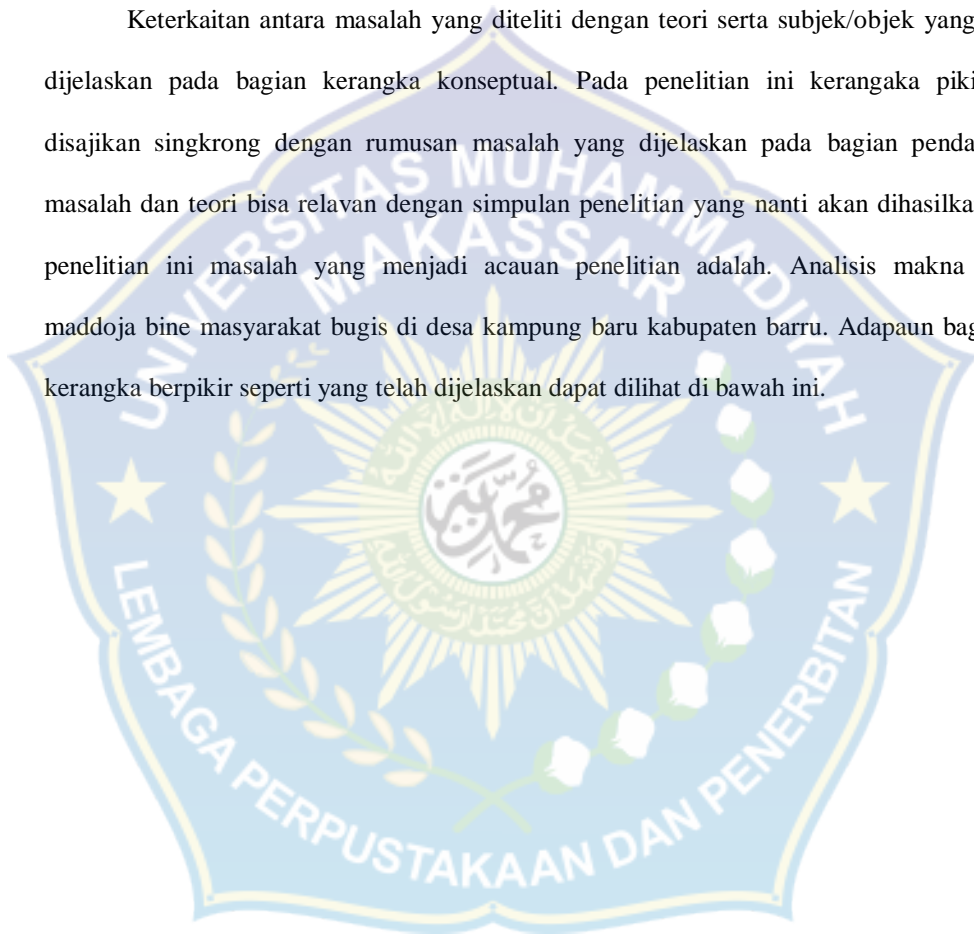 Keterkaitan antara masalah yang diteliti dengan teori serta subjek/objek yang
dijelaskan pada bagian kerangka konseptual. Pada penelitian ini kerangaka piki
disajikan singkrong dengan rumusan masalah yang dijelaskan pada bagian penda
masalah dan teori bisa relavan dengan simpulan penelitian yang nanti akan dihasilka
penelitian ini masalah yang menjadi acauan penelitian adalah. Analisis makna
maddoja bine masyarakat bugis di desa kampung baru kabupaten barru. Adapaun bag
kerangka berpikir seperti yang telah dijelaskan dapat dilihat di bawah ini.
UNIVERSITAS MUHAMMADIYAH
MAKASSAR
LEMBAGA PERPUSTAKAAN DAN PENERBITAN